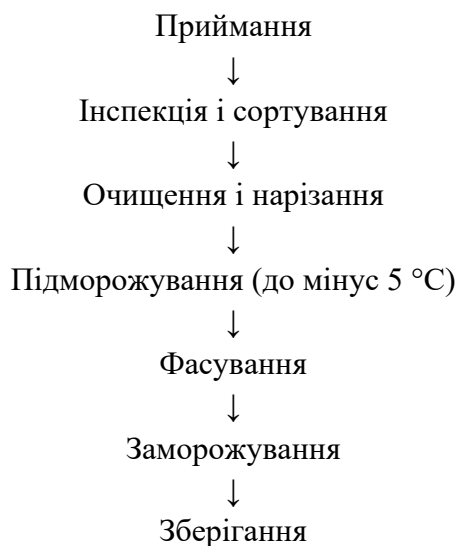 Приймання
↓
Інспекція і сортування
↓
Очищення і нарізання
↓
Підморожування (до мінус 5 °С)
↓
Фасування
↓
Заморожування
↓
Зберігання